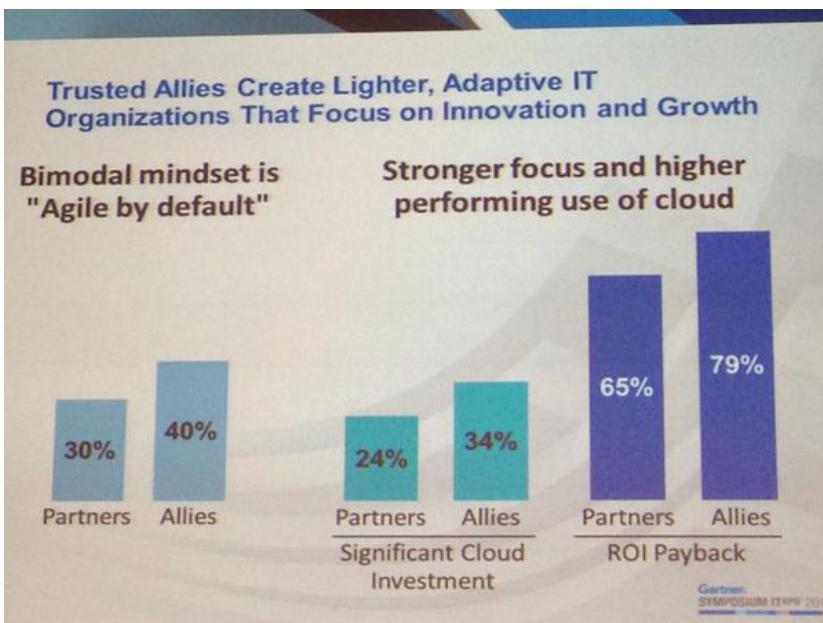 Trusted Allies Create Lighter, Adaptive IT
Organizations That Focus on Innovation and Growth
Bimodal mindset is
"Agile by default"
30%
40%
Partners Allies
Stronger focus and higher
performing use of cloud
24%
34%
65%
79%
Partners Allies
Partners Allies
Significant Cloud
Investment
ROI Payback
Gartner
SYMPOSIUM ITXPO